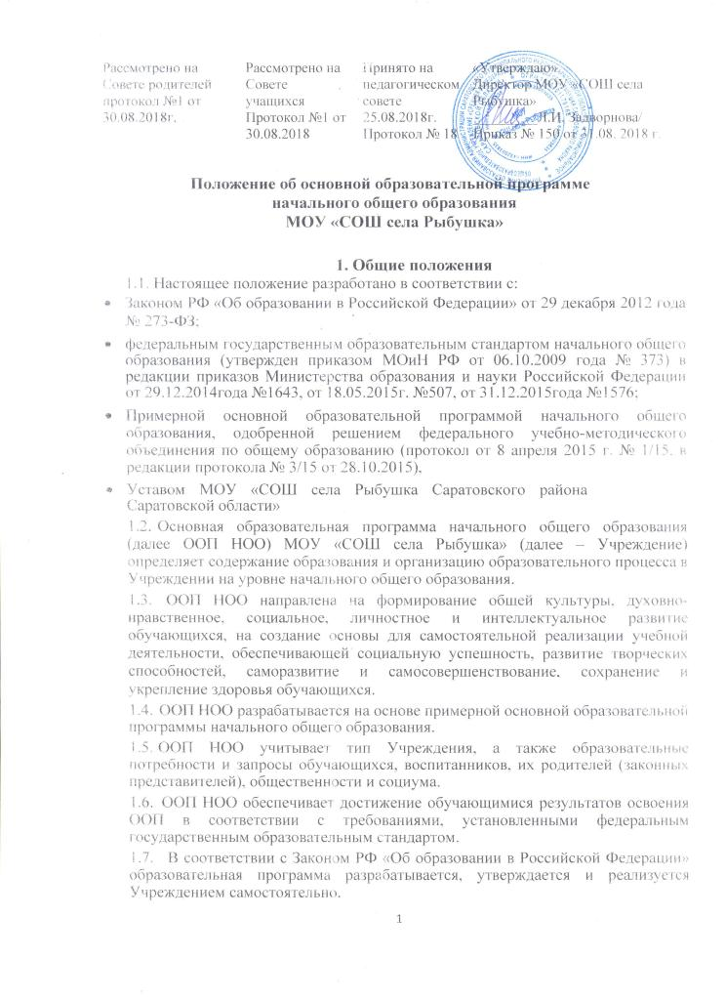 Рассмотрено на
Совете родителей
протокол №1 от
30.08.2018г.
Рассмотрено на
Совете
учащихся
Протокол №1 от
30.08.2018
Принято на
педагогическом
совете
25.08.2018г.
Протокол № 18
«Утверждаю»
Директор МОУ «СОШ села
Рыбушка»
Задворнова/
Приказ № 150 от 31.08. 2018 г.
Положение об основной образовательной программе
начального общего образования
МОУ «СОШ села Рыбушка»
1. Общие положения
1.1. Настоящее положение разработано в соответствии с:
• Законом РФ «Об образовании в Российской Федерации» от 29 декабря 2012 года
№ 273-ФЗ;
• федеральным государственным образовательным стандартом начального общего
образования (утвержден приказом МОиН РФ от 06.10.2009 года № 373) в
редакции приказов Министерства образования и науки Российской Федерации
от 29.12.2014года №1643, от 18.05.2015г. №507, от 31.12.2015года №1576;
• Примерной основной образовательной программой начального общего
образования, одобренной решением федерального учебно-методического
объединения по общему образованию (протокол от 8 апреля 2015 г. № 1/15, в
редакции протокола № 3/15 от 28.10.2015),
• Уставом МОУ «СОШ села Рыбушка Саратовского района
Саратовской области»
1.2. Основная образовательная программа начального общего образования
(далее ООП НОО) МОУ «СОШ села Рыбушка» (далее – Учреждение)
определяет содержание образования и организацию образовательного процесса в
Учреждении на уровне начального общего образования.
1.3. ООП НОО направлена на формирование общей культуры, духовно-
нравственное, социальное, личностное и интеллектуальное развитие
обучающихся, на создание основы для самостоятельной реализации учебной
деятельности, обеспечивающей социальную успешность, развитие творческих
способностей, саморазвитие и самосовершенствование, сохранение и
укрепление здоровья обучающихся.
1.4. ООП НОО разрабатывается на основе примерной основной образовательной
программы начального общего образования.
1.5. ООП НОО учитывает тип Учреждения, а также образовательные
потребности и запросы обучающихся, воспитанников, их родителей (законных
представителей), общественности и социума.
1.6. ООП НОО обеспечивает достижение обучающимися результатов освоения
ООП в соответствии с требованиями, установленными федеральным
государственным образовательным стандартом.
1.7. В соответствии с Законом РФ «Об образовании в Российской Федерации»
образовательная программа разрабатывается, утверждается и реализуется
Учреждением самостоятельно.
1